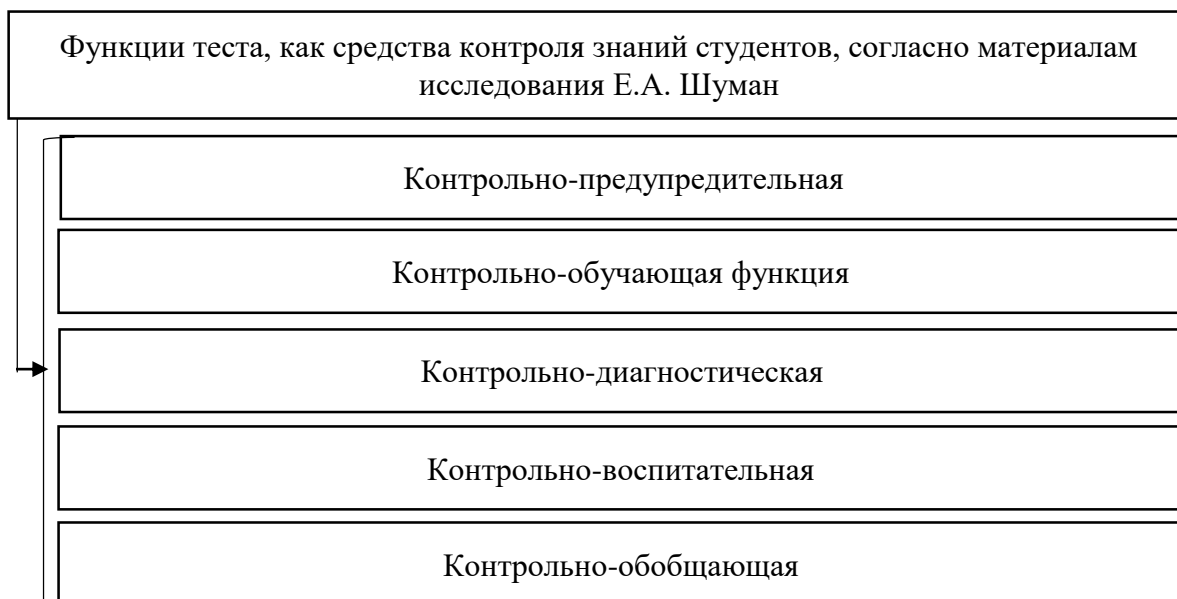 Функции теста, как средства контроля знаний студентов, согласно материалам
исследования Е.А. Шуман
Контрольно-предупредительная
Контрольно-обучающая функция
Контрольно-диагностическая
Контрольно-воспитательная
Контрольно-обобщающая